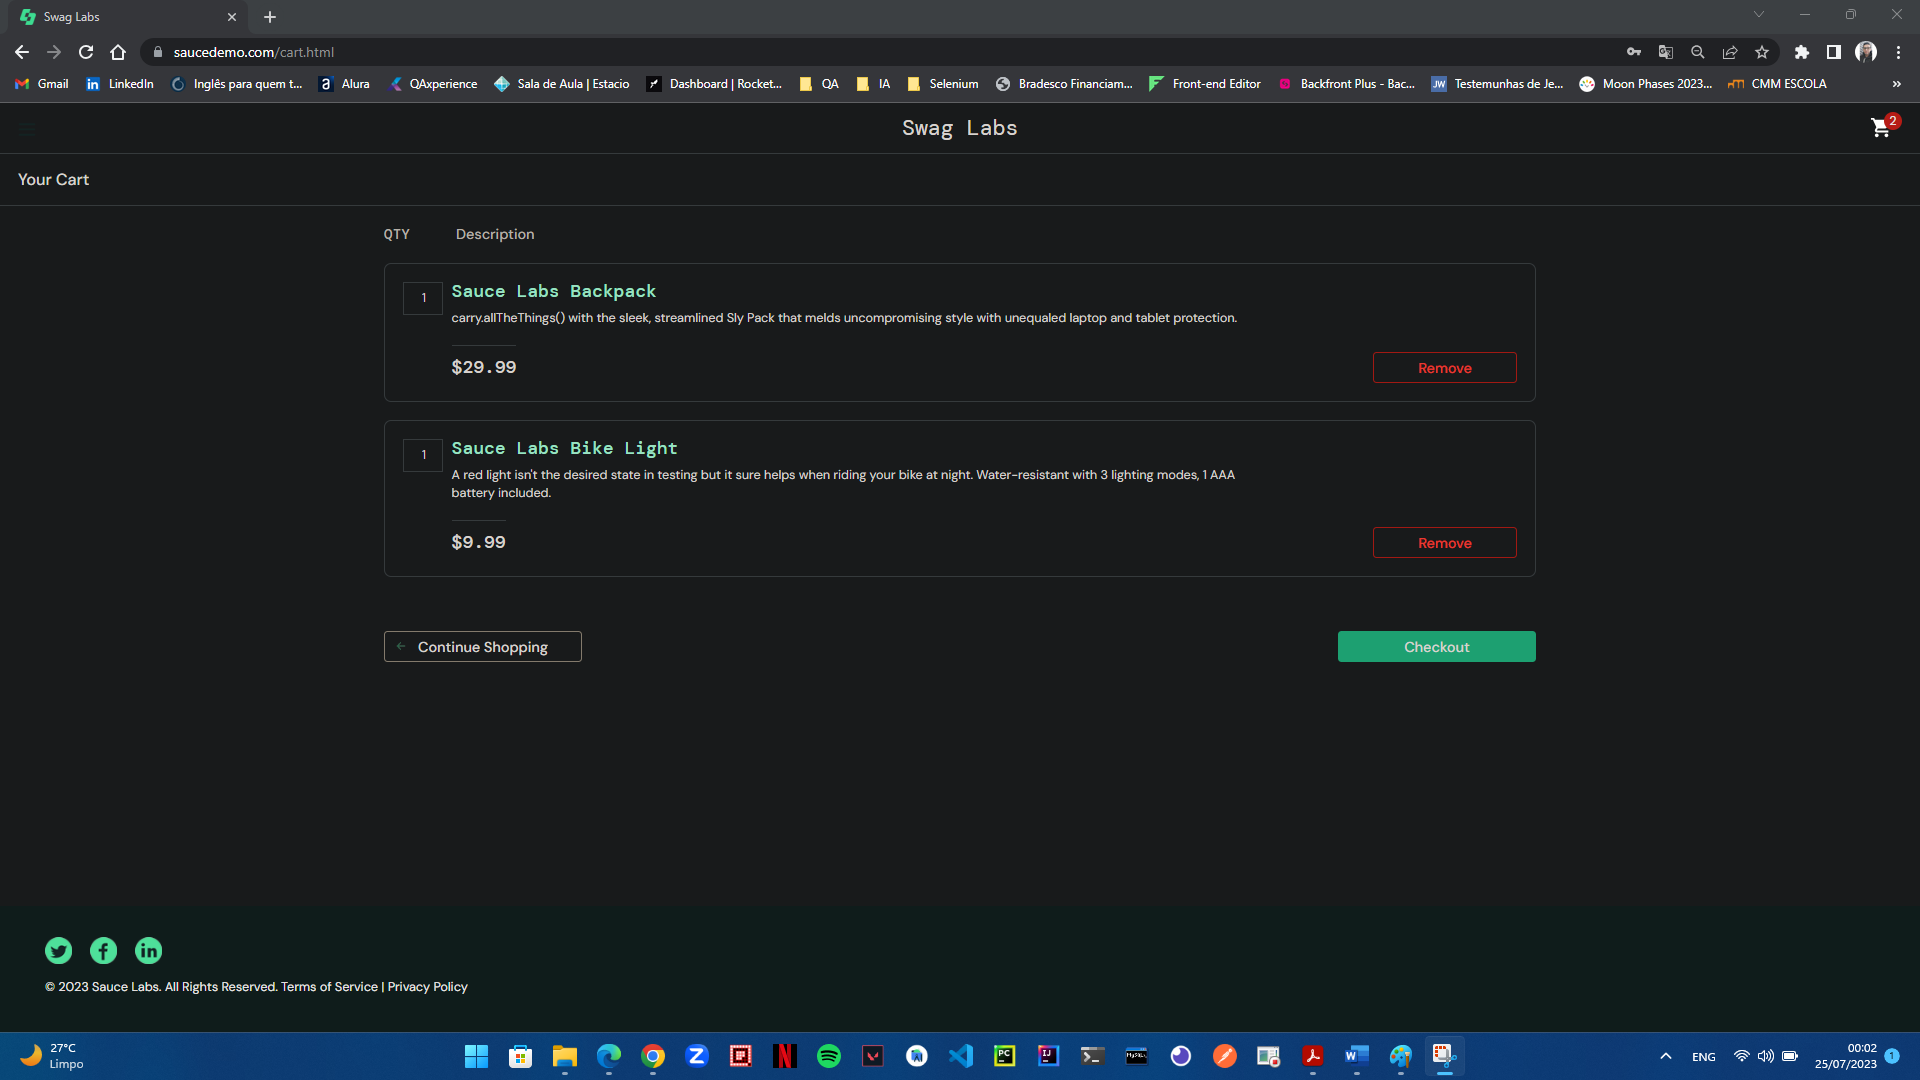 Swag Labs
saucedemo.com/cart.html
Gmail
LinkedIn
Inglês para quem t...
Alura
QAxperience
Sala de Aula | Estacio
Dashboard | Rocket...
QA
IA
Selenium
Bradesco Financiam...
Front-end Editor
Backfront Plus - Bac...
JW
Testemunhas de Je...
Moon Phases 2023...
CMM ESCOLA
»
Swag Labs
2
Your Cart
QTY
Description
1
Sauce Labs Backpack
carry.allTheThings() with the sleek, streamlined Sly Pack that melds uncompromising style with unequaled laptop and tablet protection.
$29.99
Remove
1
Sauce Labs Bike Light
A red light isn't the desired state in testing but it sure helps when riding your bike at night. Water-resistant with 3 lighting modes, 1 AAA
battery included.
$9.99
Remove
Continue Shopping
Checkout
© 2023 Sauce Labs. All Rights Reserved. Terms of Service | Privacy Policy
27°C
Limpo
ENG
00:02
25/07/2023
1